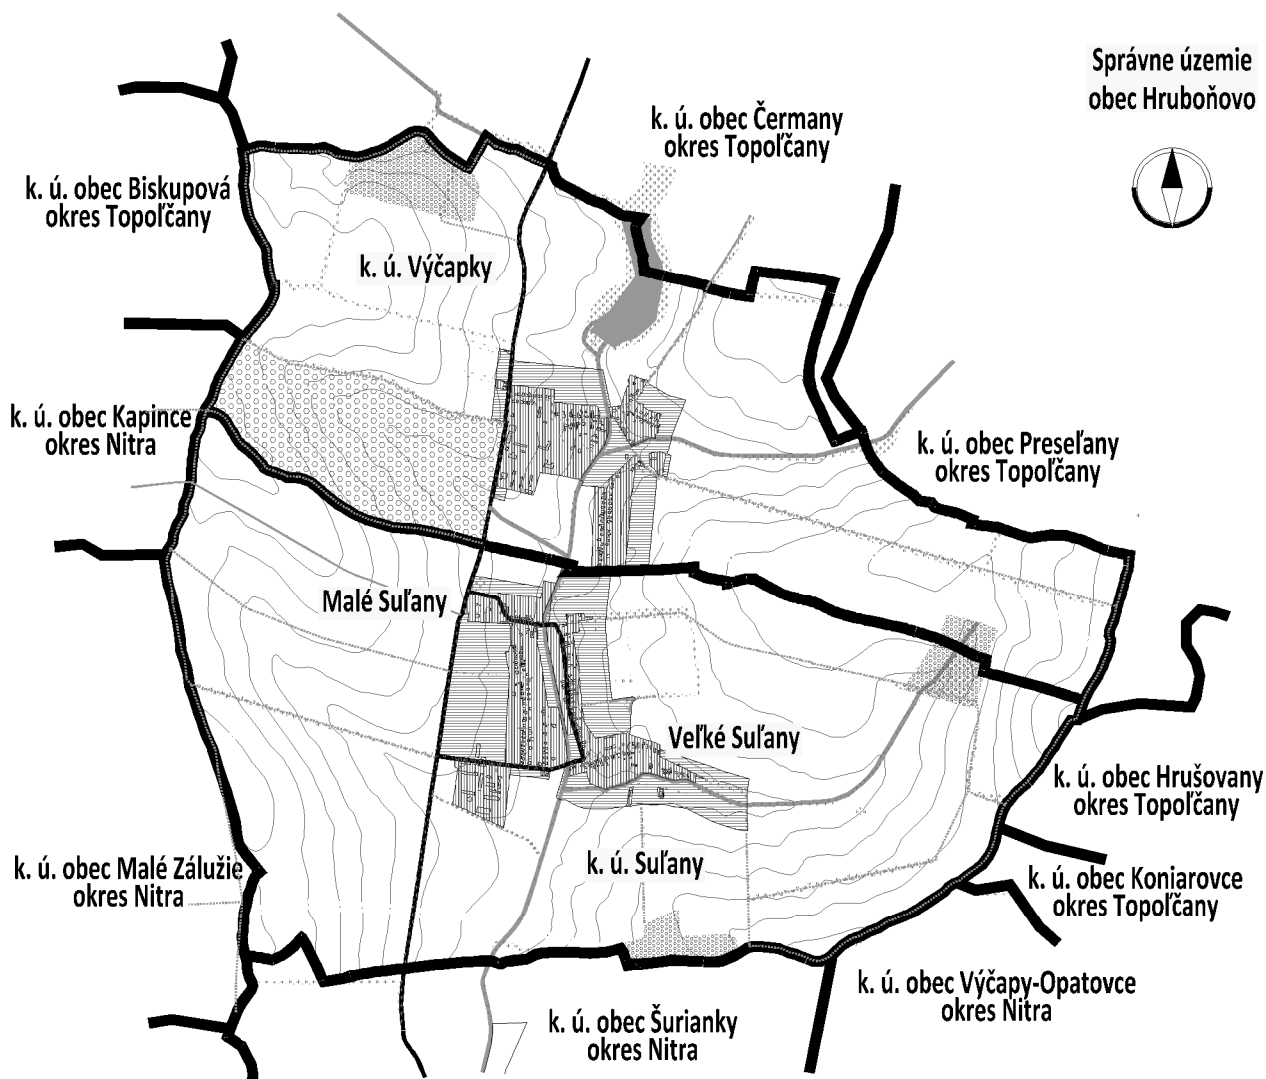 Správne územie
obec Hruboňovo
k. ú. obec Čermany
okres Topoľčany
k. ú. obec Biskupová
okres Topoľčany
k. ú. Výčapky
k. ú. obec Kapince
okres Nitra
k. ú. obec Preseľany
okres Topoľčany
Malé Suľany
Veľké Suľany
k. ú. obec Hrušovany
okres Topoľčany
k. ú. Suľany
k. ú. obec Malé Zálužie
okres Nitra
k. ú. obec Koniarovce
okres Topoľčany
k. ú. obec Výčapy-Opatovce
okres Nitra
k. ú. obec Šurianky
okres Nitra